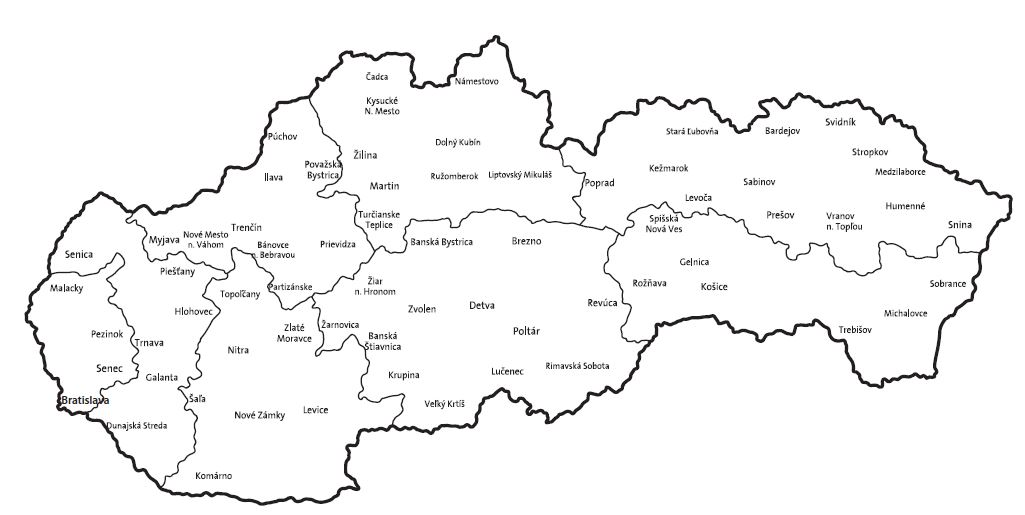 Čadca
Námestovo
Kysucké
N. Mesto
Stará Ľubovňa
Bardejov
Svidník
Púchov
Dolný Kubín
Stropkov
Žilina
Považská
Bystrica
Kežmarok
Medzilaborce
Ilava
Martin
Ružomberok
Liptovský Mikuláš
Poprad
Sabinov
Levoča
Humenné
Turčianske
Teplice
Spišská
Nová Ves
Prešov
Vranov
n. Topľou
Snina
Trenčín
Myjava
Nové Mesto
n. Váhom
Bánovce
n. Bebravou
Prievidza
Banská Bystrica
Brezno
Senica
Piešťany
Gelnica
Malacky
Topoľčany
Partizánske
Žiar
n. Hronom
Rožňava
Košice
Sobrance
Hlohovec
Zvolen
Detva
Revúca
Michalovce
Pezinok
Trnava
Zlaté
Moravce
Žarnovica
Banská
Štiavnica
Poltár
Trebišov
Nitra
Senec
Galanta
Krupina
Lučenec
Rimavská Sobota
Bratislava
Šaľa
Nové Zámky
Levice
Veľký Krtíš
Dunajská Streda
Komárno